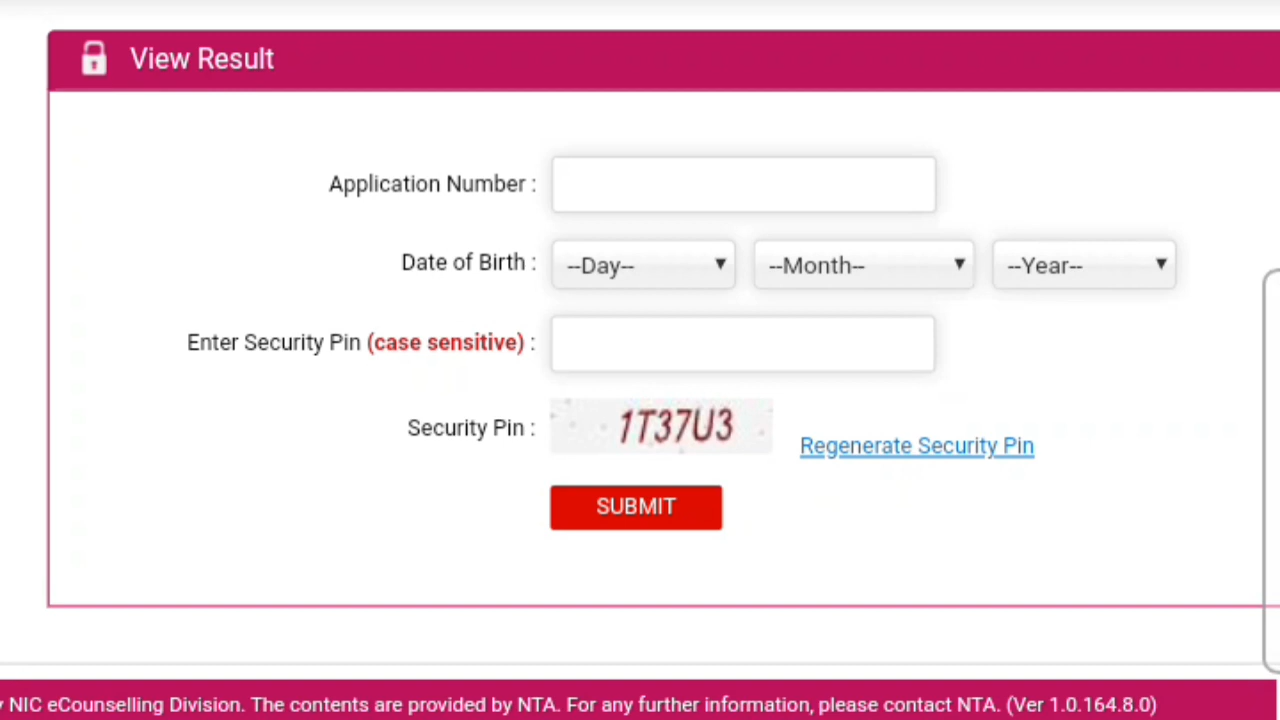 View Result
Application Number :
Date of Birth : --Day-- --Month-- --Year--
Enter Security Pin (case sensitive) :
Security Pin : 1T37U3 Regenerate Security Pin
SUBMIT
NIC eCounselling Division. The contents are provided by NTA. For any further information, please contact NTA. (Ver 1.0.164.8.0)